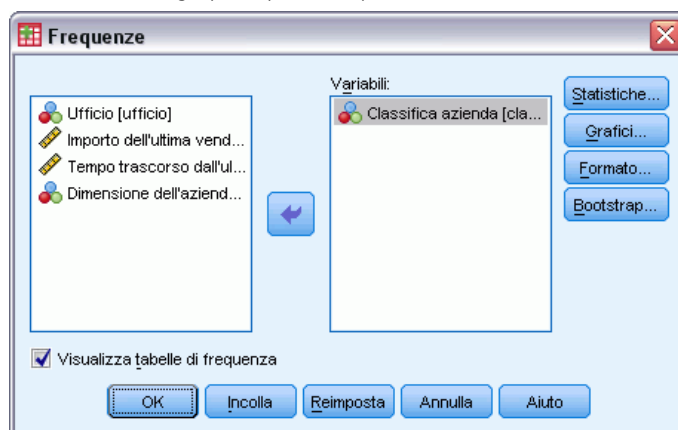 Frequenze
Variabili:
Ufficio [ufficio]
Importo dell'ultima vend...
Tempo trascorso dall'ul...
Dimensione dell'aziend...
Classifica azienda [cla...
Statistiche...
Grafici...
Formato...
Bootstrap...
Visualizza tabelle di frequenza
OK
Incolla
Reimposta
Annulla
Aiuto